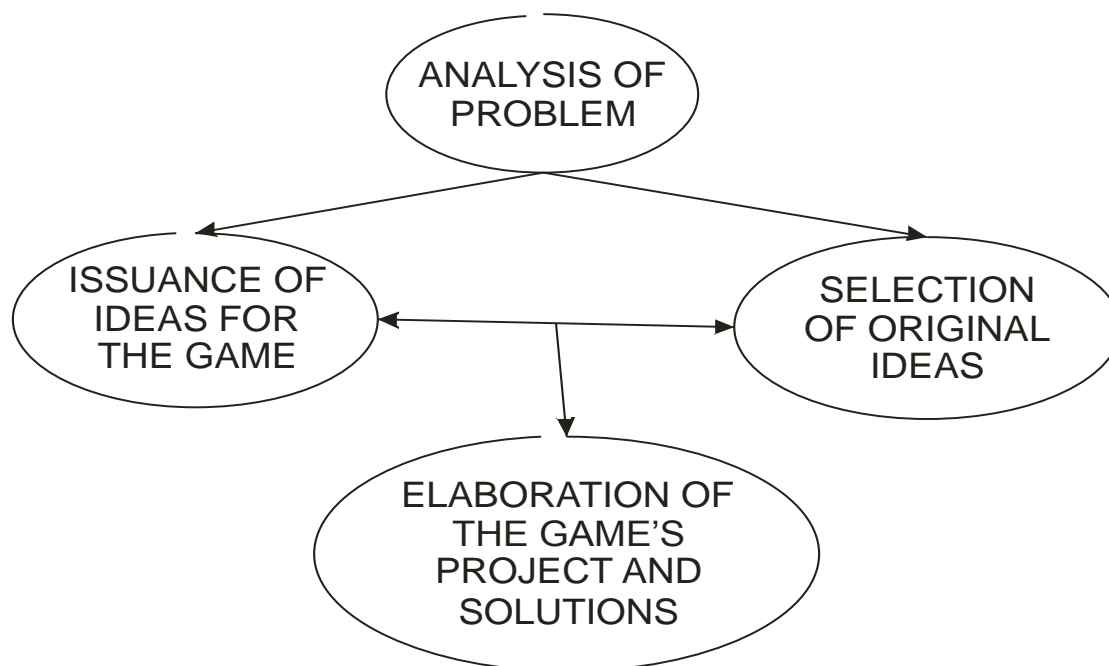 ANALYSIS OF
PROBLEM
ISSUANCE OF
IDEAS FOR
THE GAME
SELECTION
OF ORIGINAL
IDEAS
ELABORATION OF
THE GAME'S
PROJECT AND
SOLUTIONS